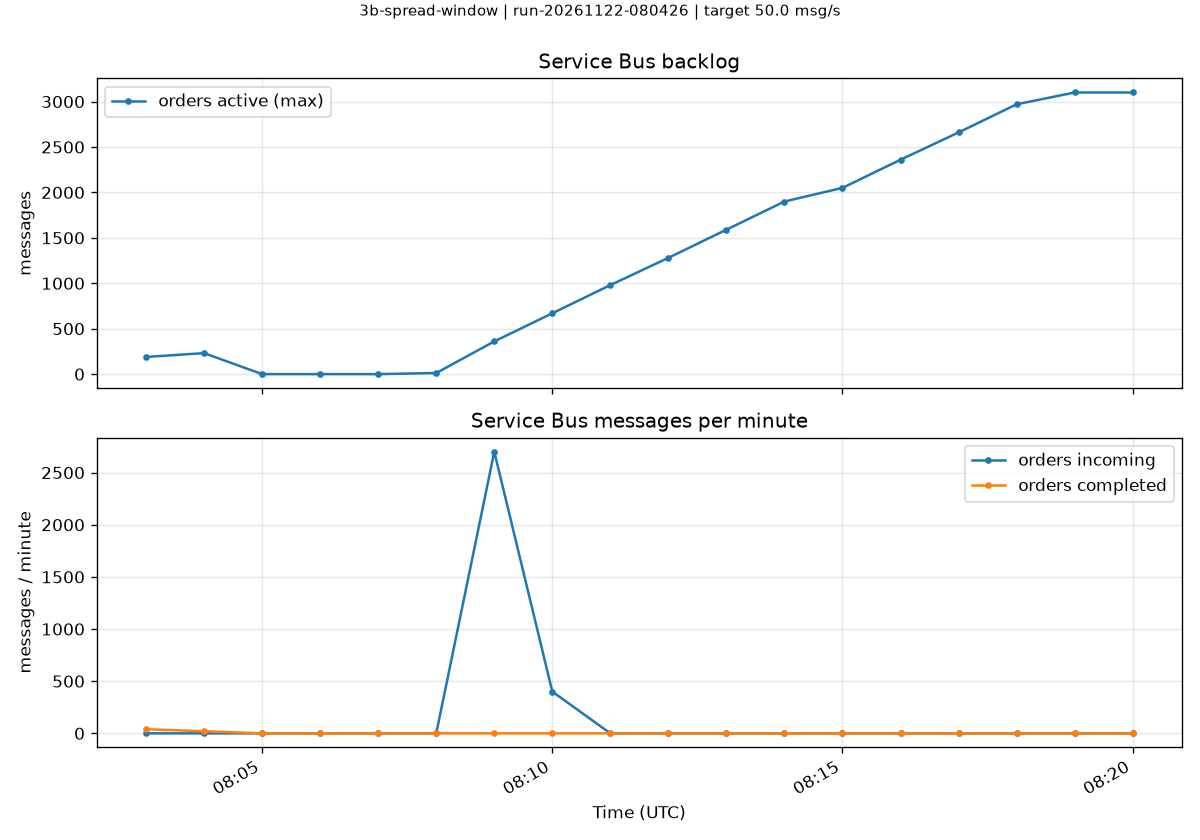 3b-spread-window | run-20261122-080426 | target 50.0 msg/s
Service Bus backlog
orders active (max)
3000
2500
2000
1500
1000
500
0
messages
Service Bus messages per minute
orders incoming
orders completed
2500
2000
1500
1000
500
0
messages / minute
08:05
08:10
08:15
08:20
Time (UTC)